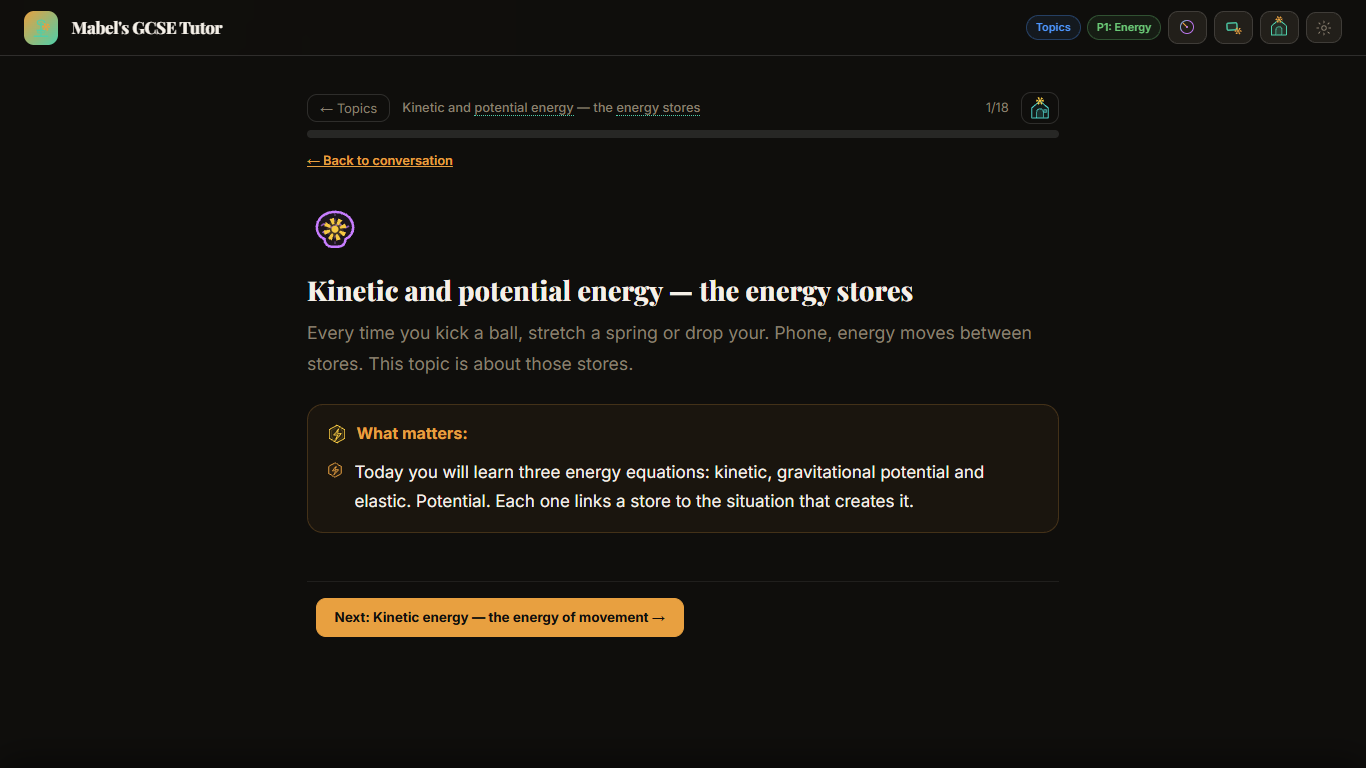 Mabel's GCSE Tutor
Topics
P1: Energy
← Topics
Kinetic and potential energy — the energy stores
1/18
← Back to conversation
Kinetic and potential energy — the energy stores
Every time you kick a ball, stretch a spring or drop your. Phone, energy moves between
stores. This topic is about those stores.
What matters:
Today you will learn three energy equations: kinetic, gravitational potential and
elastic. Potential. Each one links a store to the situation that creates it.
Next: Kinetic energy — the energy of movement →